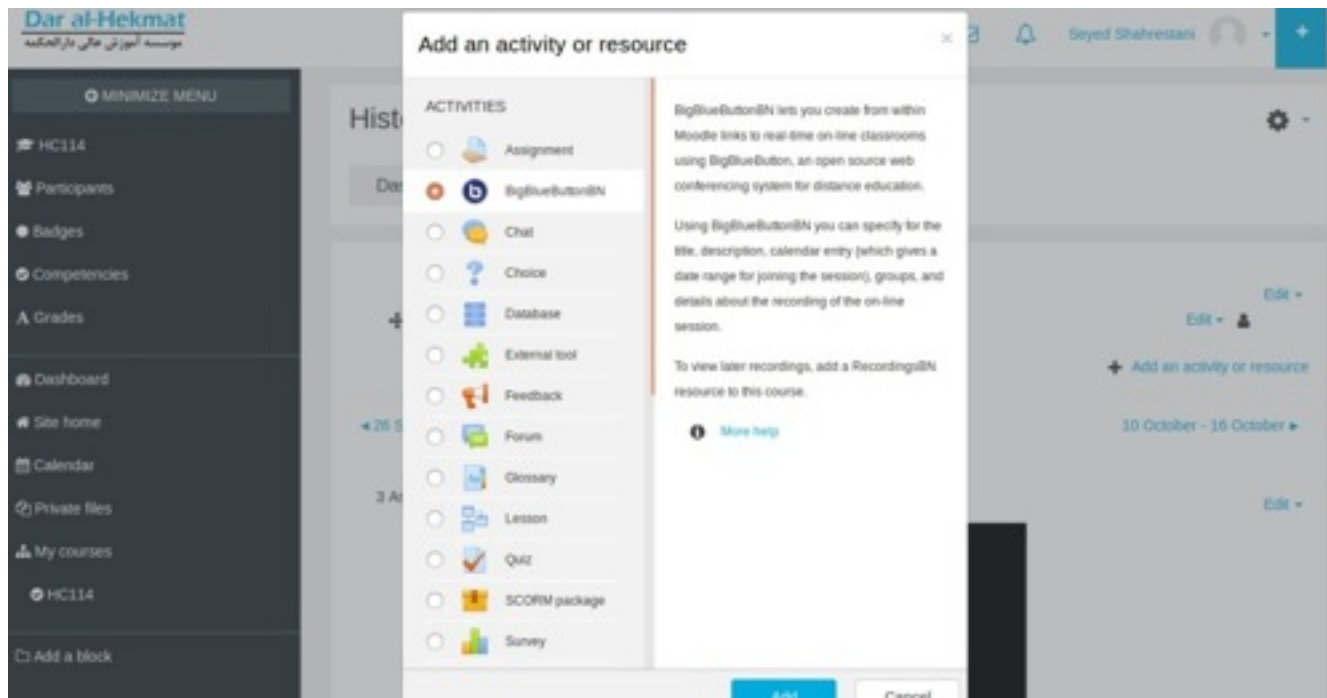 Dar al-Hekmat
موسسه آموزش عالی دارالحکمه
Seyed Shahrestani
MINIMIZE MENU
HC114
Participants
Badges
Competencies
A Grades
Dashboard
Site home
Calendar
Private files
My courses
HC114
Add a block
Hist
Das
3 As
◄ 26 S
Add an activity or resource
×
ACTIVITIES
Assignment
BigBlueButtonBN
Chat
Choice
Database
External tool
Feedback
Forum
Glossary
Lesson
Quiz
SCORM package
Survey
BigBlueButtonBN lets you create from within
Moodle links to real-time on-line classrooms
using BigBlueButton, an open source web
conferencing system for distance education.
Using BigBlueButtonBN you can specify for the
title, description, calendar entry (which gives a
date range for joining the session), groups, and
details about the recording of the on-line
session.
To view later recordings, add a RecordingsBN
resource to this course.
More help
Add
Cancel
Edit
Edit
Add an activity or resource
10 October - 16 October ►
Edit